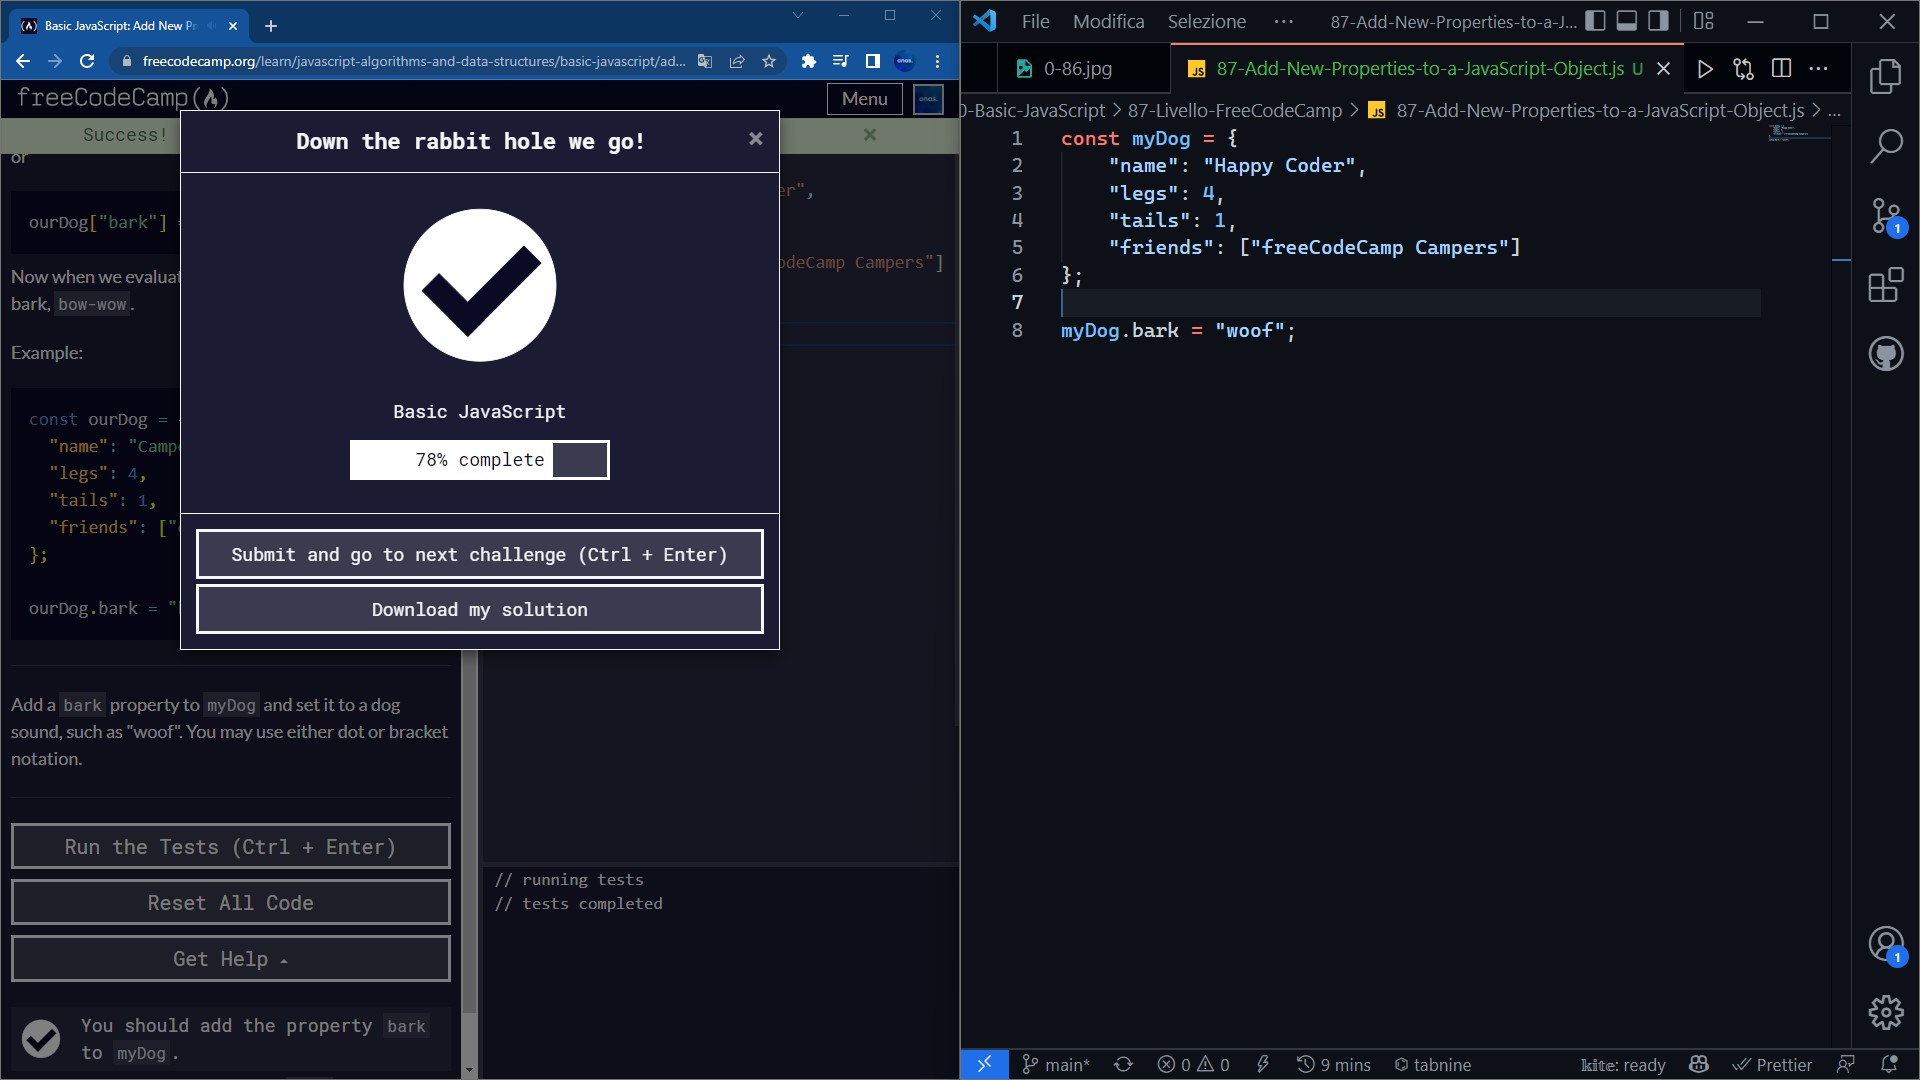 Basic JavaScript: Add New Pr
freecodecamp.org/learn/javascript-algorithms-and-data-structures/basic-javascript/ad...
freeCodeCamp
Menu
Success!
or
ourDog["bark"] =
Now when we evaluat
bark, bow-wow.
Example:
const ourDog =
"name": "Camp
"legs": 4,
"tails": 1,
"friends": ["
};
ourDog.bark = "
Add a bark property to myDog and set it to a dog
sound, such as "woof". You may use either dot or bracket
notation.
Run the Tests (Ctrl + Enter)
Reset All Code
Get Help
You should add the property bark
to myDog.
er",
odeCamp Campers"]
// running tests
// tests completed
Down the rabbit hole we go!
×
Basic JavaScript
78% complete
Submit and go to next challenge (Ctrl + Enter)
Download my solution
File Modifica Selezione ··· 87-Add-New-Properties-to-a-J...
0-86.jpg
JS 87-Add-New-Properties-to-a-JavaScript-Object.js U
0-Basic-JavaScript > 87-Livello-FreeCodeCamp > JS 87-Add-New-Properties-to-a-JavaScript-Object.js > ...
1 const myDog = {
2 "name": "Happy Coder",
3 "legs": 4,
4 "tails": 1,
5 "friends": ["freeCodeCamp Campers"]
6 };
7
8 myDog.bark = "woof";
1
1
main* 0 0 9 mins tabnine kite: ready Prettier